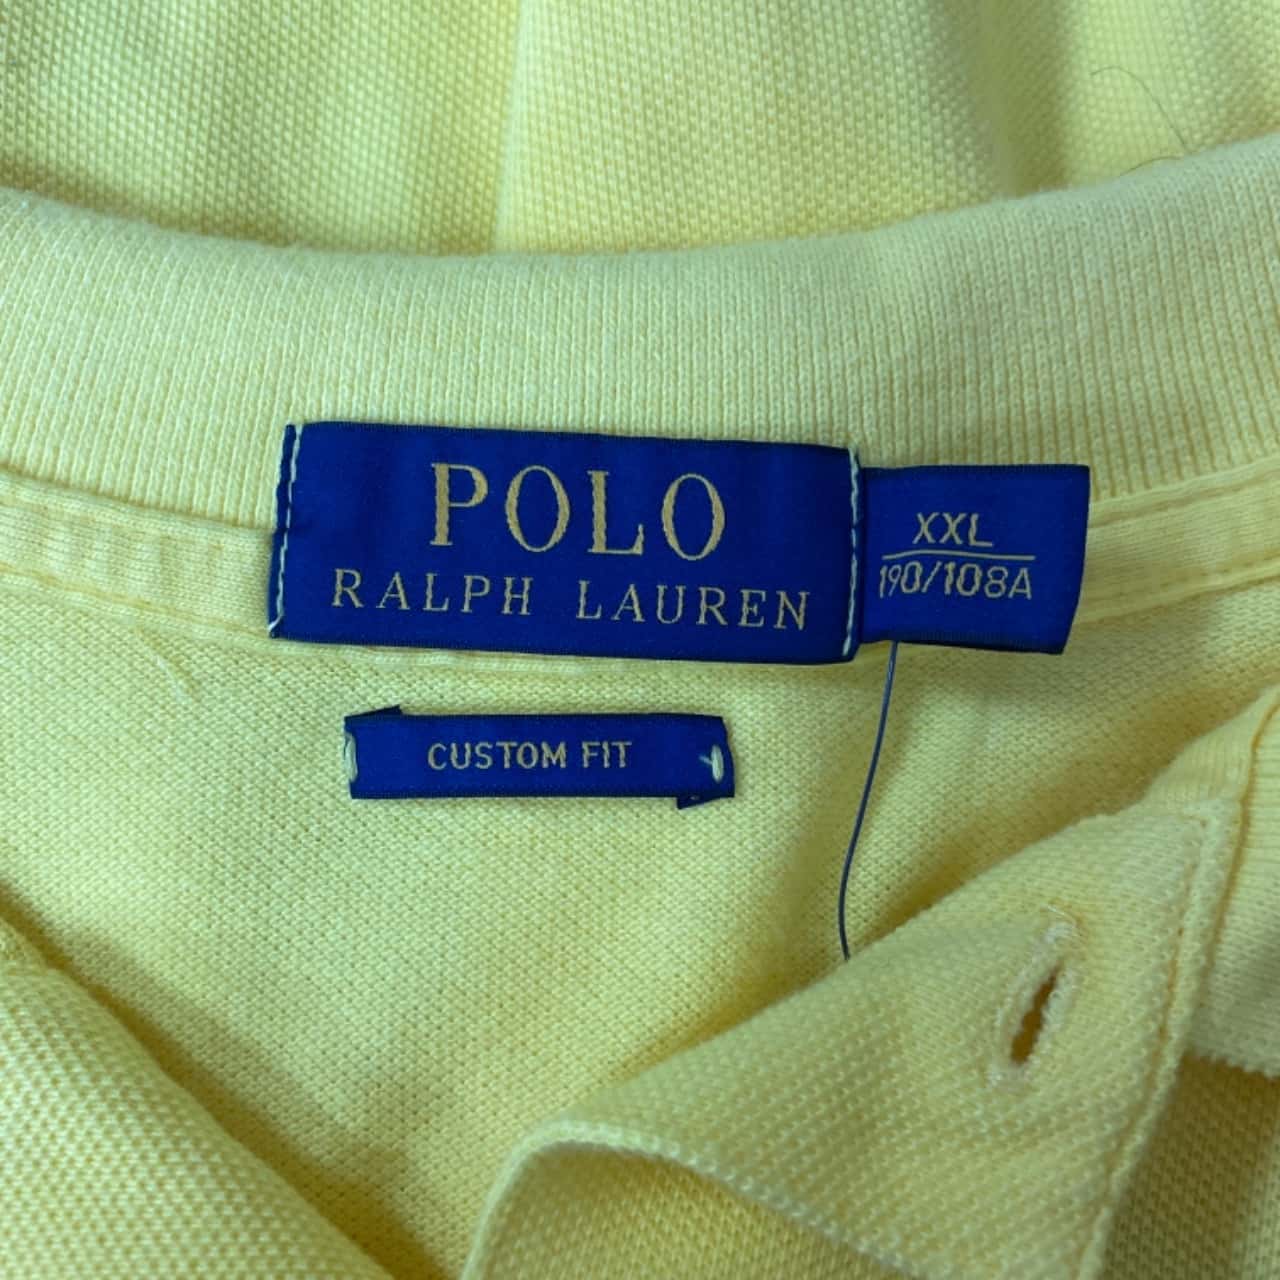 POLO
RALPH LAUREN
XXL
190/108A
CUSTOM FIT